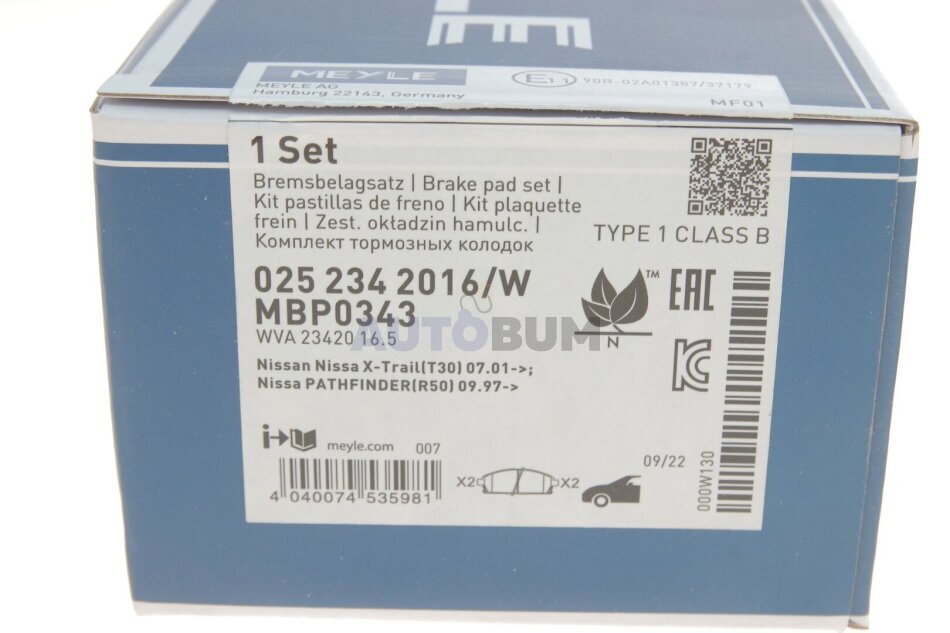 MEYLE
MEYLE AG
Hamburg 22143, Germany
E11 90R-02A01387/37179
MF01
1 Set
Bremsbelagsatz | Brake pad set |
Kit pastillas de freno | Kit plaquette
frein | Zest. okładzin hamulc. |
Комплект тормозных колодок
TYPE 1 CLASS B
025 234 2016/W
MBP0343
WVA 23420 16.5
AUTOBUM
TM
N
EAC
Nissan Nissa X-Trail(T30) 07.01->;
Nissa PATHFINDER(R50) 09.97->
meyle.com 007
4 040074 535981
X2 X2
09/22
000W130